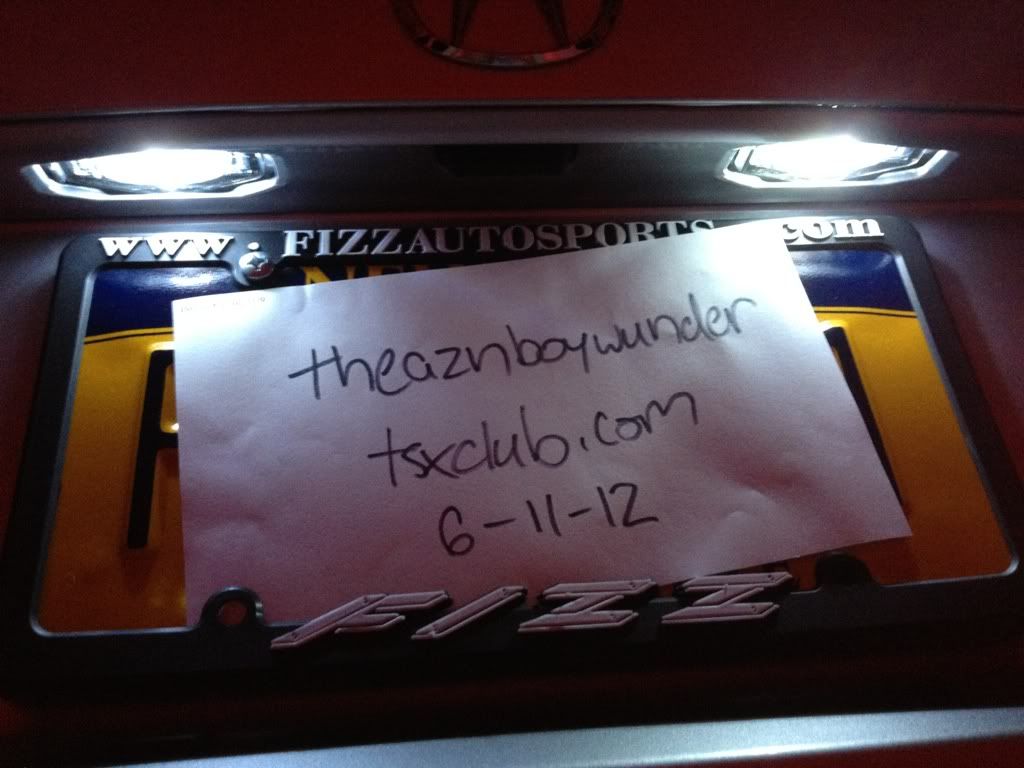 www. FIZZAUTOSPORTS .com
theaznboywunder
tsxclub.com
6-11-12
FIZZ